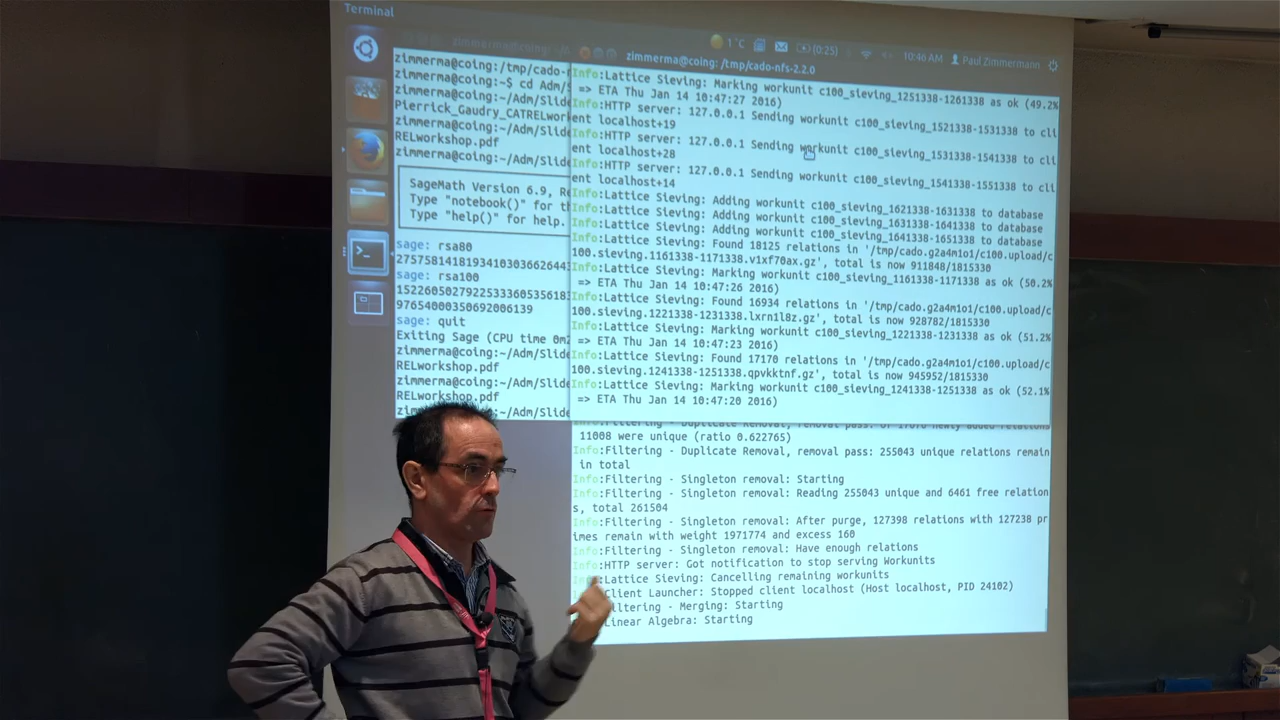 Terminal
1°C
(0:25)
10:46 AM
Paul Zimmermann
zimmerma@coing: /tmp/cado-nfs-2.2.0
zimmerma@coing:/tmp/cado-
zimmerma@coing:~$ cd Adm/
zimmerma@coing:~/Adm/Slid
Pierrick_Gaudry_CATRELwork
zimmerma@coing:~/Adm/Slide
RELworkshop.pdf
zimmerma@coing:~/Adm/Slide
SageMath Version 6.9, Re
Type "notebook()" for th
Type "help()" for help.
sage: rsa80
sage: rsa100
15226050279225333605356183
9765400035069200 6139
sage: quit
Exiting Sage (CPU time 0m
zimmerma@coing:~/Adm/Slide
RELworkshop.pdf
zimmerma@coing:~/Adm/Slide
RELworkshop.pdf
Info:Lattice Sieving: Marking workunit c100_sieving_1251338-1261338 as ok (49.2%
=> ETA Thu Jan 14 10:47:27 2016)
Info:HTTP server: 127.0.0.1 Sending workunit c100_sieving_1521338-1531338 to cli
ent localhost+19
Info:HTTP server: 127.0.0.1 Sending workunit c100_sieving_1531338-1541338 to cli
ent localhost+28
Info:HTTP server: 127.0.0.1 Sending workunit c100_sieving_1541338-1551338 to cli
ent localhost+14
Info:Lattice Sieving: Adding workunit c100_sieving_1621338-1631338 to database
Info:Lattice Sieving: Adding workunit c100_sieving_1631338-1641338 to database
Info:Lattice Sieving: Adding workunit c100_sieving_1641338-1651338 to database
Info:Lattice Sieving: Found 18125 relations in '/tmp/cado.g2a4m1o1/c100.upload/c
100.sieving.1161338-1171338.v1xf70ax.gz', total is now 911848/1815330
Info:Lattice Sieving: Marking workunit c100_sieving_1161338-1171338 as ok (50.2%
=> ETA Thu Jan 14 10:47:26 2016)
Info:Lattice Sieving: Found 16934 relations in '/tmp/cado.g2a4m1o1/c100.upload/c
100.sieving.1221338-1231338.lxrn1l8z.gz', total is now 928782/1815330
Info:Lattice Sieving: Marking workunit c100_sieving_1221338-1231338 as ok (51.2%
=> ETA Thu Jan 14 10:47:23 2016)
Info:Lattice Sieving: Found 17170 relations in '/tmp/cado.g2a4m1o1/c100.upload/c
100.sieving.1241338-1251338.qpvkktnf.gz', total is now 945952/1815330
Info:Lattice Sieving: Marking workunit c100_sieving_1241338-1251338 as ok (52.1%
=> ETA Thu Jan 14 10:47:20 2016)
11008 were unique (ratio 0.622765)
Info:Filtering - Duplicate Removal, removal pass: 255043 unique relations remain
in total
Info:Filtering - Singleton removal: Starting
Info:Filtering - Singleton removal: Reading 255043 unique and 6461 free relation
s, total 261504
Info:Filtering - Singleton removal: After purge, 127398 relations with 127238 pr
imes remain with weight 1971774 and excess 160
Info:Filtering - Singleton removal: Have enough relations
Info:HTTP server: Got notification to stop serving Workunits
Info:Lattice Sieving: Cancelling remaining workunits
Client Launcher: Stopped client localhost (Host localhost, PID 24102)
iltering - Merging: Starting
Linear Algebra: Starting